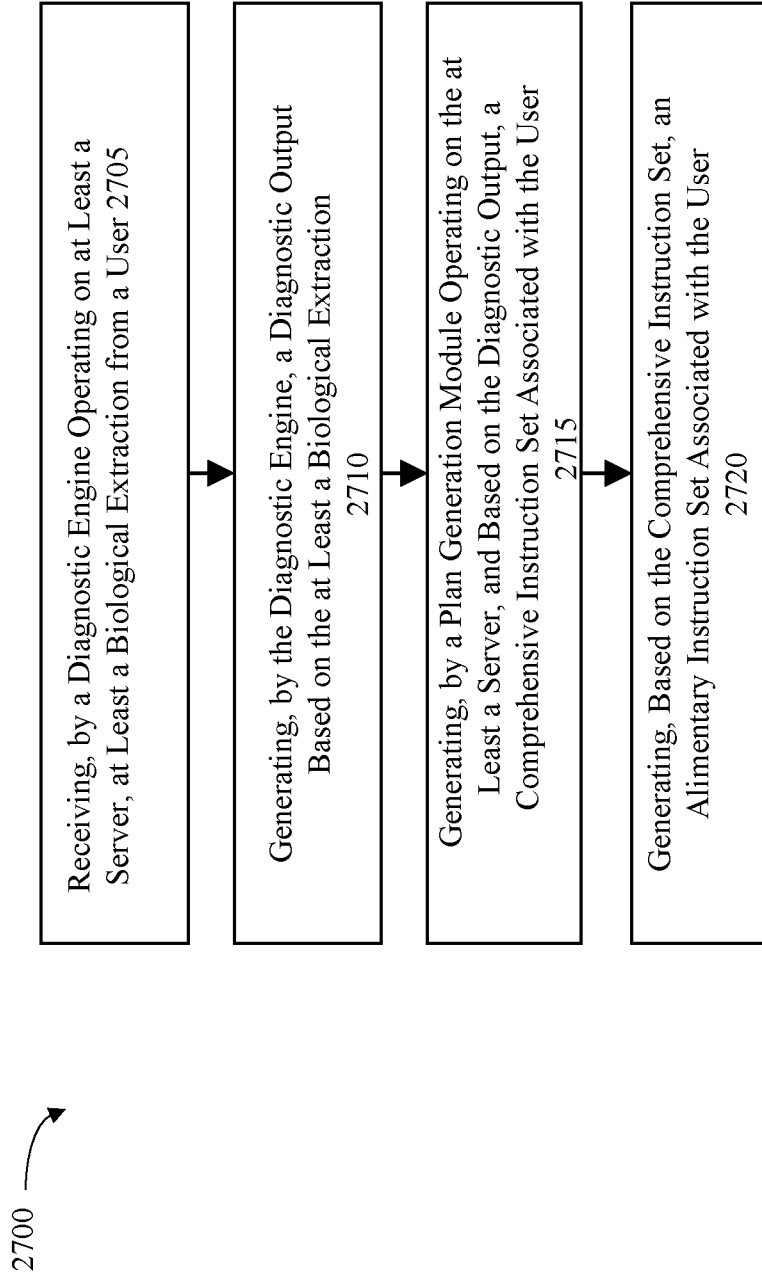 2700
Receiving, by a Diagnostic Engine Operating on at Least a
Server, at Least a Biological Extraction from a User 2705
Generating, by the Diagnostic Engine, a Diagnostic Output
Based on the at Least a Biological Extraction
2710
Generating, by a Plan Generation Module Operating on the at
Least a Server, and Based on the Diagnostic Output, a
Comprehensive Instruction Set Associated with the User
2715
Generating, Based on the Comprehensive Instruction Set, an
Alimentary Instruction Set Associated with the User
2720